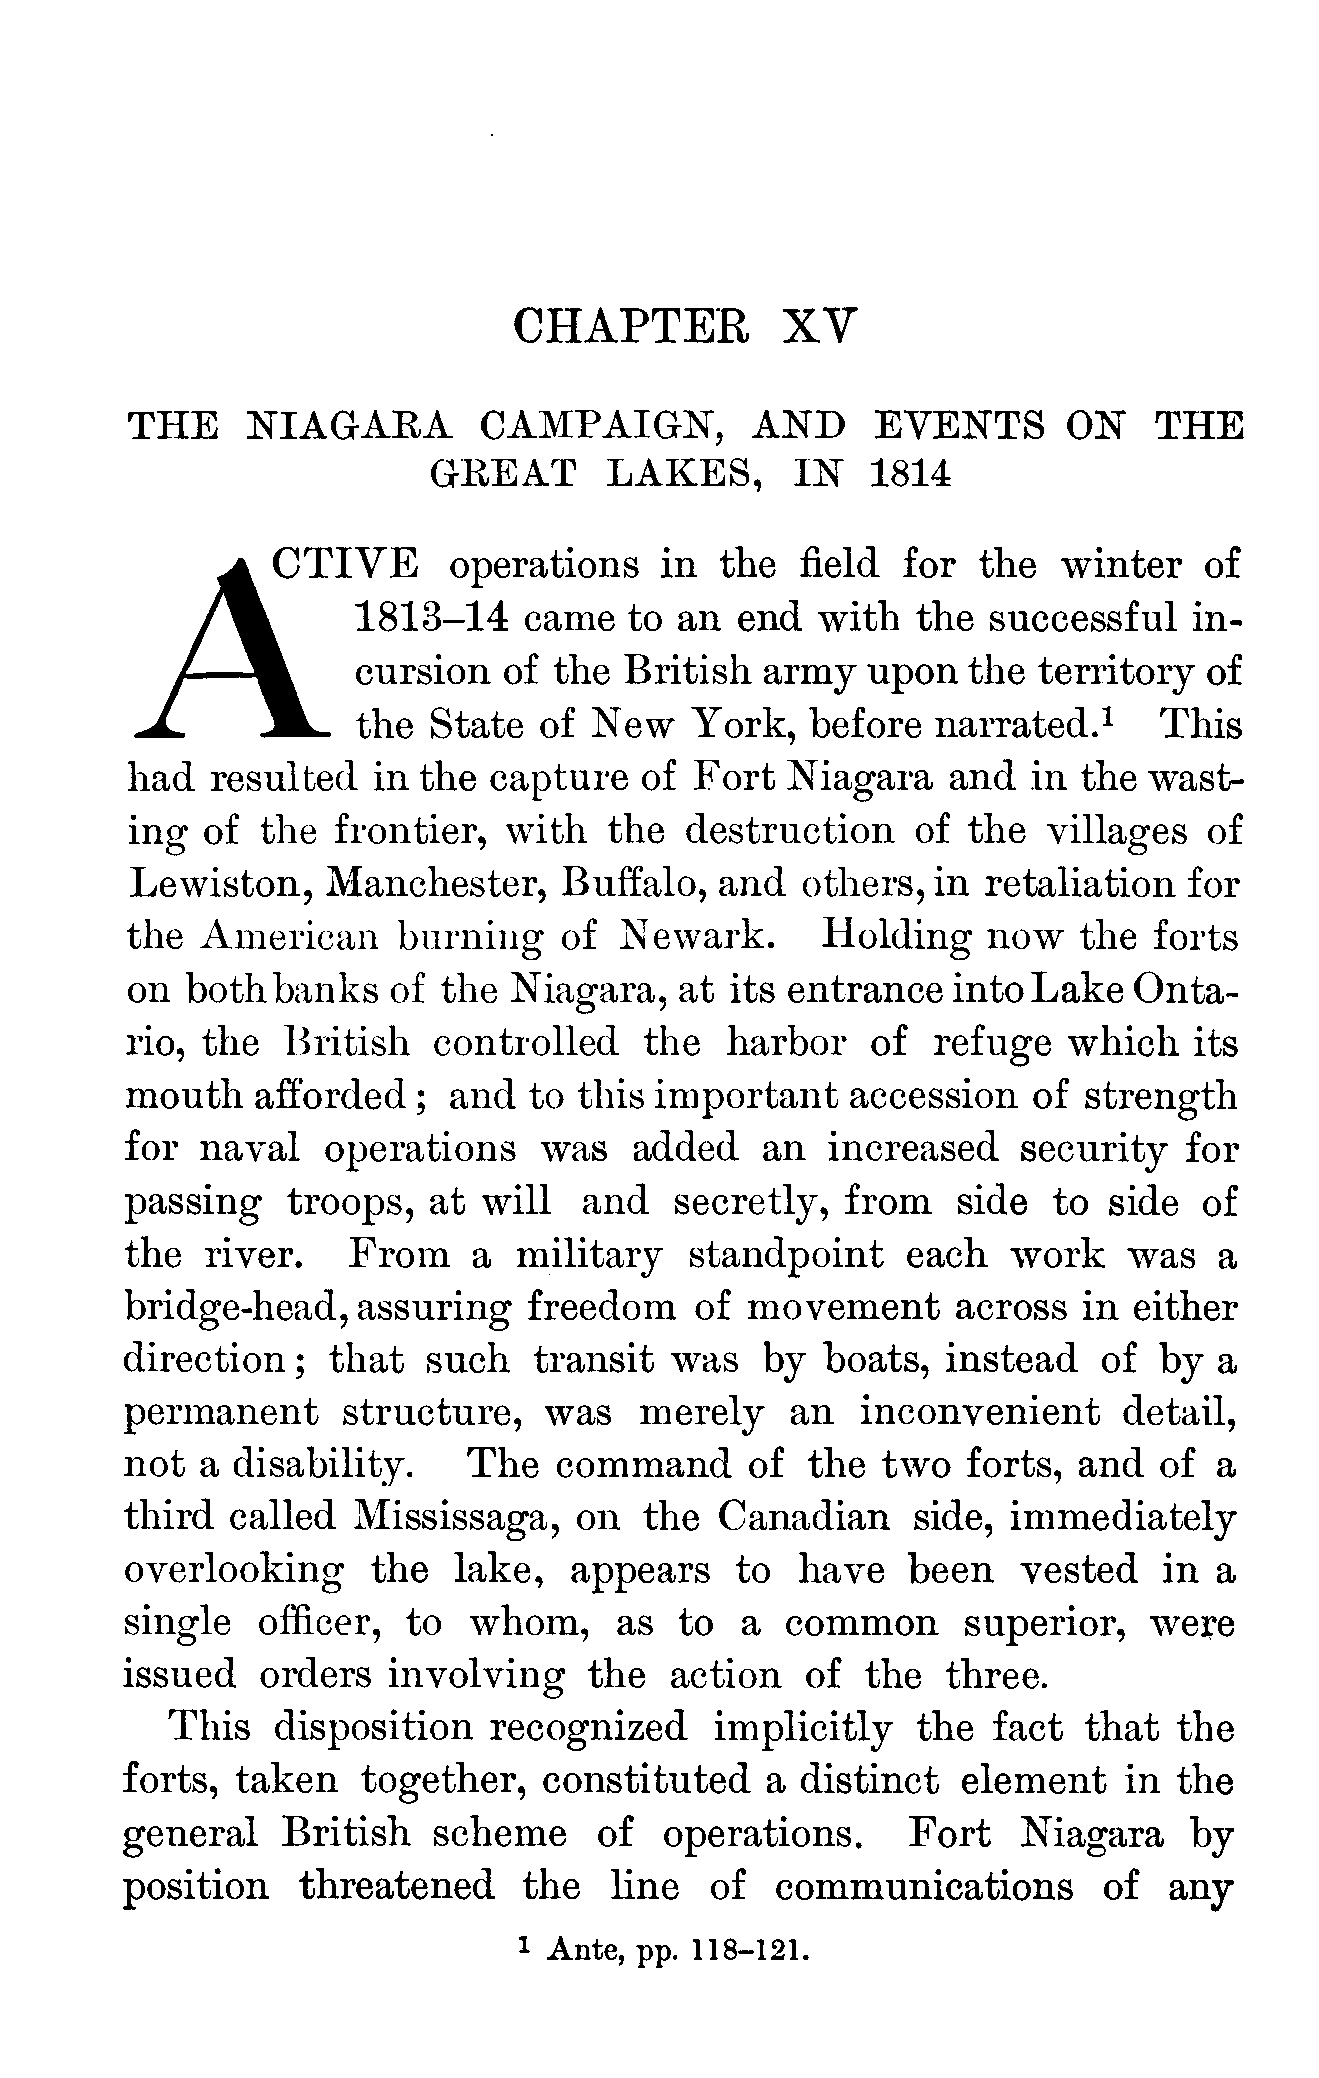 CHAPTER XV
THE NIAGARA CAMPAIGN, AND EVENTS ON THE
GREAT LAKES, IN 1814
ACTIVE operations in the field for the winter of
1813–14 came to an end with the successful in-
cursion of the British army upon the territory of
the State of New York, before narrated.¹ This
had resulted in the capture of Fort Niagara and in the wast-
ing of the frontier, with the destruction of the villages of
Lewiston, Manchester, Buffalo, and others, in retaliation for
the American burning of Newark. Holding now the forts
on both banks of the Niagara, at its entrance into Lake Onta-
rio, the British controlled the harbor of refuge which its
mouth afforded; and to this important accession of strength
for naval operations was added an increased security for
passing troops, at will and secretly, from side to side of
the river. From a military standpoint each work was a
bridge-head, assuring freedom of movement across in either
direction; that such transit was by boats, instead of by a
permanent structure, was merely an inconvenient detail,
not a disability. The command of the two forts, and of a
third called Mississaga, on the Canadian side, immediately
overlooking the lake, appears to have been vested in a
single officer, to whom, as to a common superior, were
issued orders involving the action of the three.
This disposition recognized implicitly the fact that the
forts, taken together, constituted a distinct element in the
general British scheme of operations. Fort Niagara by
position threatened the line of communications of any
¹ Ante, pp. 118–121.